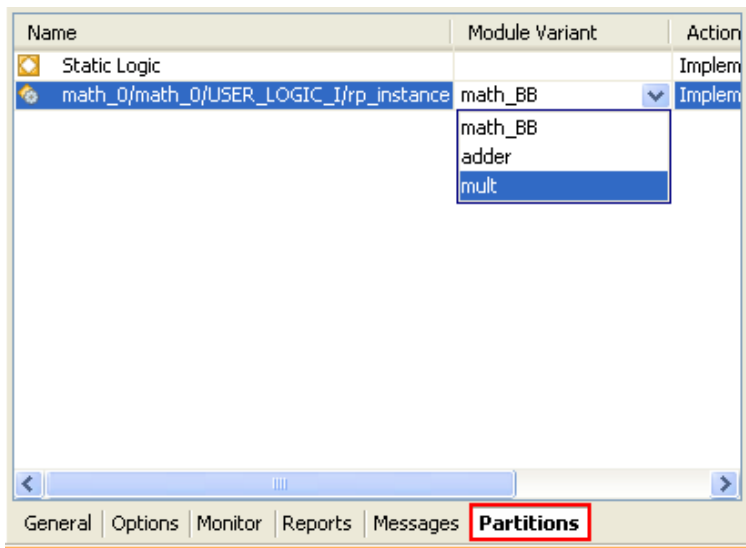 Name Module Variant Action
Static Logic Implem
math_0/math_0/USER_LOGIC_I/rp_instance math_BB Implem
math_BB
adder
mult
General Options Monitor Reports Messages Partitions